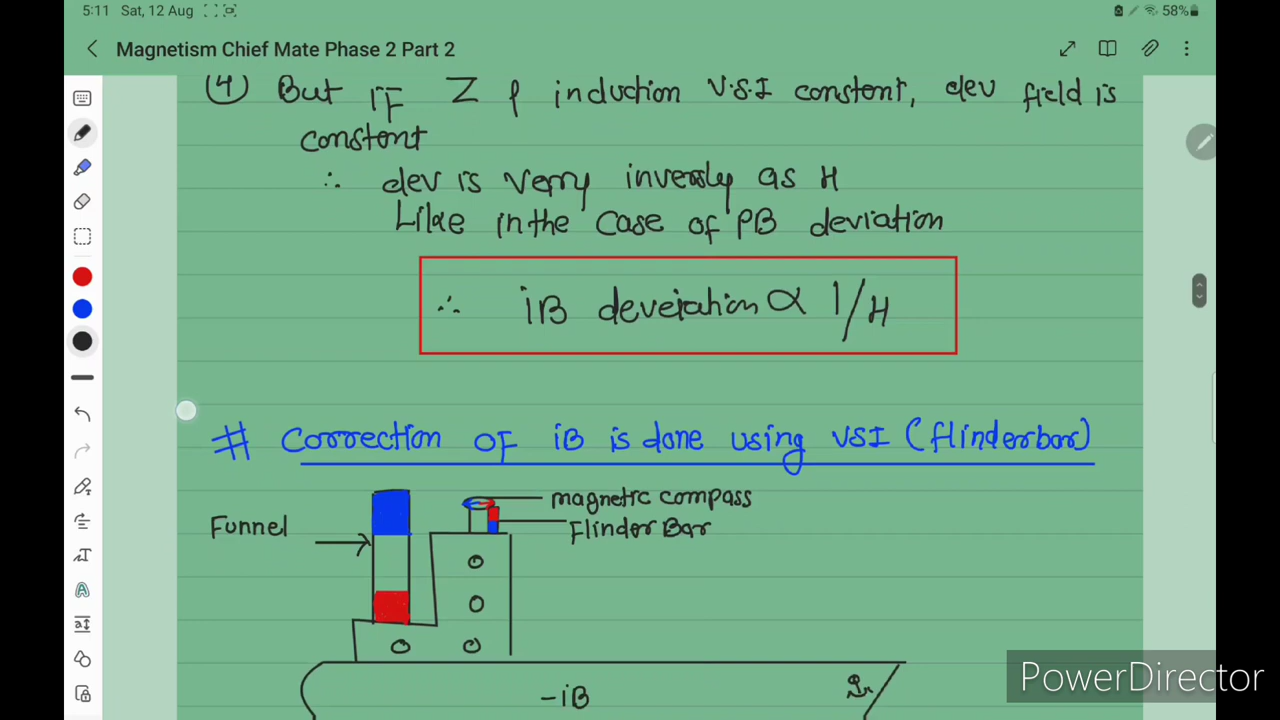 5:11 Sat, 12 Aug 58%
Magnetism Chief Mate Phase 2 Part 2
(4) But IF Z & induction V.S.I constant, dev field is
constant
∴ dev is verry inversly as H
Like in the case of PB deviation
∴ iB deveiation ∝ 1/H
# Correction OF iB is done using VSI (flinderbar)
magnetic compass
Funnel
Flinder Bar
-iB
PowerDirector